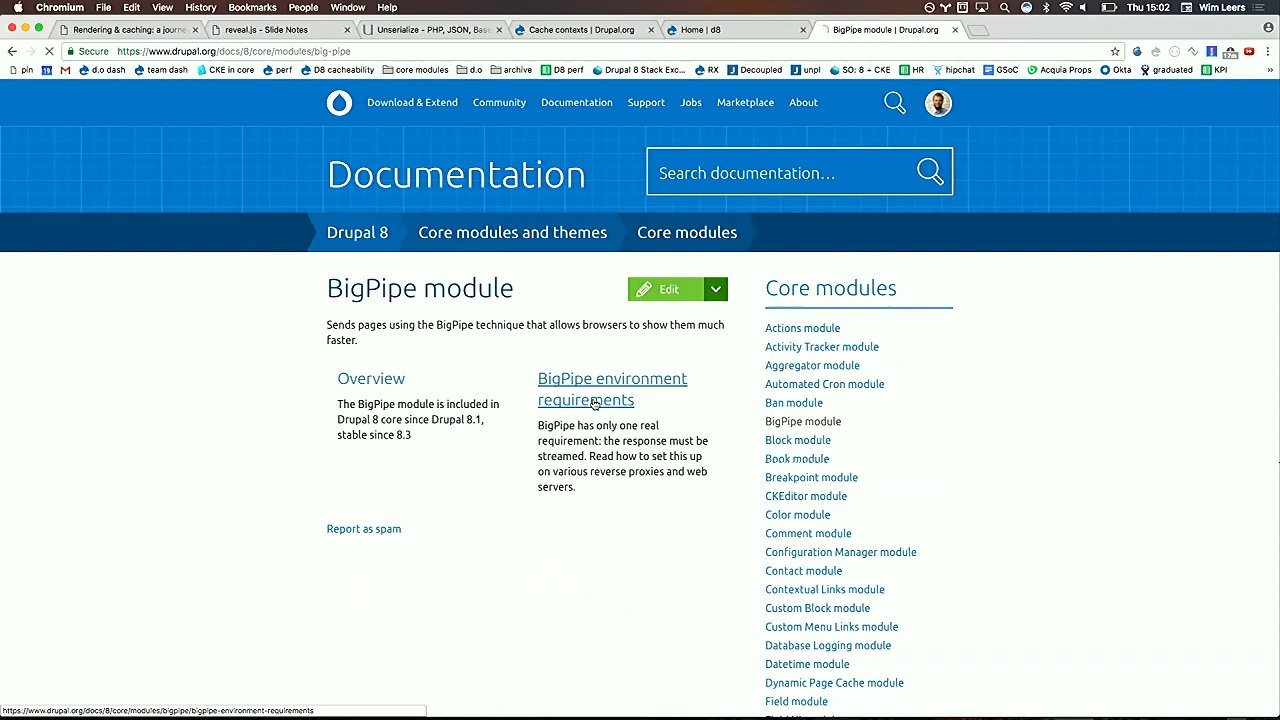 Chromium File Edit View History Bookmarks People Window Help Thu 15:02 Wim Leers
Rendering & caching: a journe reveal.js - Slide Notes Unserialize - PHP, JSON, Base Cache contexts | Drupal.org Home | d8 BigPipe module | Drupal.org
Secure https://www.drupal.org/docs/8/core/modules/big-pipe
pin d.o dash team dash CKE in core perf D8 cacheability core modules d.o archive D8 perf Drupal 8 Stack Exc... RX Decoupled unpl SO: 8 + CKE HR hipchat GSoC Acquia Props Okta graduated KPI »
Download & Extend Community Documentation Support Jobs Marketplace About
Documentation
Search documentation...
Drupal 8 Core modules and themes Core modules
BigPipe module
Edit
Sends pages using the BigPipe technique that allows browsers to show them much
faster.
Overview
The BigPipe module is included in
Drupal 8 core since Drupal 8.1,
stable since 8.3
BigPipe environment
requirements
BigPipe has only one real
requirement: the response must be
streamed. Read how to set this up
on various reverse proxies and web
servers.
Report as spam
Core modules
Actions module
Activity Tracker module
Aggregator module
Automated Cron module
Ban module
BigPipe module
Block module
Book module
Breakpoint module
CKEditor module
Color module
Comment module
Configuration Manager module
Contact module
Contextual Links module
Custom Block module
Custom Menu Links module
Database Logging module
Datetime module
Dynamic Page Cache module
Field module
https://www.drupal.org/docs/8/core/modules/bigpipe/bigpipe-environment-requirements